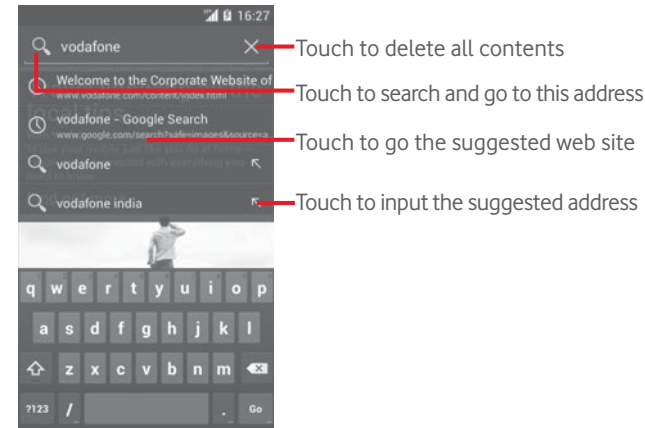 16:27
vodafone
Touch to delete all contents
Welcome to the Corporate Website of
www.vodafone.com/content/index.html
Touch to search and go to this address
vodafone - Google Search
www.google.com/search?safe=images&source=a
Touch to go the suggested web site
vodafone
vodafone india
Touch to input the suggested address
q w e r t y u i o p
a s d f g h j k l
z x c v b n m
?123 / . Go